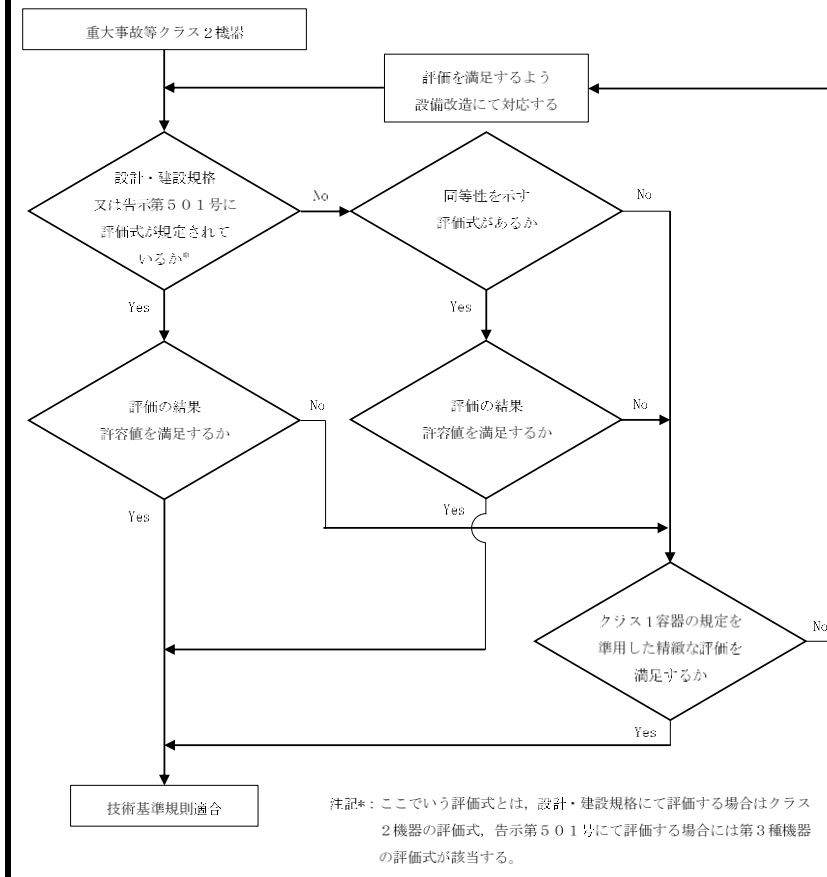 重大事故等クラス２機器
評価を満足するよう
設備改造にて対応する
設計・建設規格
又は告示第５０１号に
評価式が規定されて
いるか*
No
同等性を示す
評価式があるか
No
Yes
Yes
評価の結果
許容値を満足するか
No
評価の結果
許容値を満足するか
No
Yes
Yes
クラス１容器の規定を
準用した精緻な評価を
満足するか
No
Yes
技術基準規則適合
注記*：ここでいう評価式とは，設計・建設規格にて評価する場合はクラス
２機器の評価式，告示第５０１号にて評価する場合には第３種機器
の評価式が該当する。